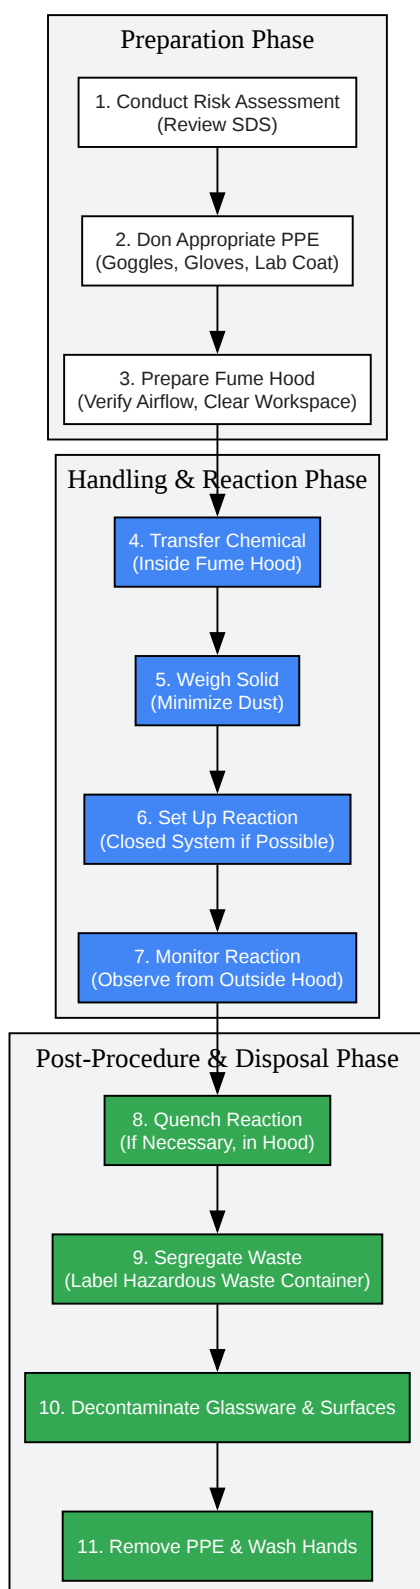 Preparation Phase
1. Conduct Risk Assessment
(Review SDS)
2. Don Appropriate PPE
(Goggles, Gloves, Lab Coat)
3. Prepare Fume Hood
(Verify Airflow, Clear Workspace)
Handling & Reaction Phase
4. Transfer Chemical
(Inside Fume Hood)
5. Weigh Solid
(Minimize Dust)
6. Set Up Reaction
(Closed System if Possible)
7. Monitor Reaction
(Observe from Outside Hood)
Post-Procedure & Disposal Phase
8. Quench Reaction
(If Necessary, in Hood)
9. Segregate Waste
(Label Hazardous Waste Container)
10. Decontaminate Glassware & Surfaces
11. Remove PPE & Wash Hands